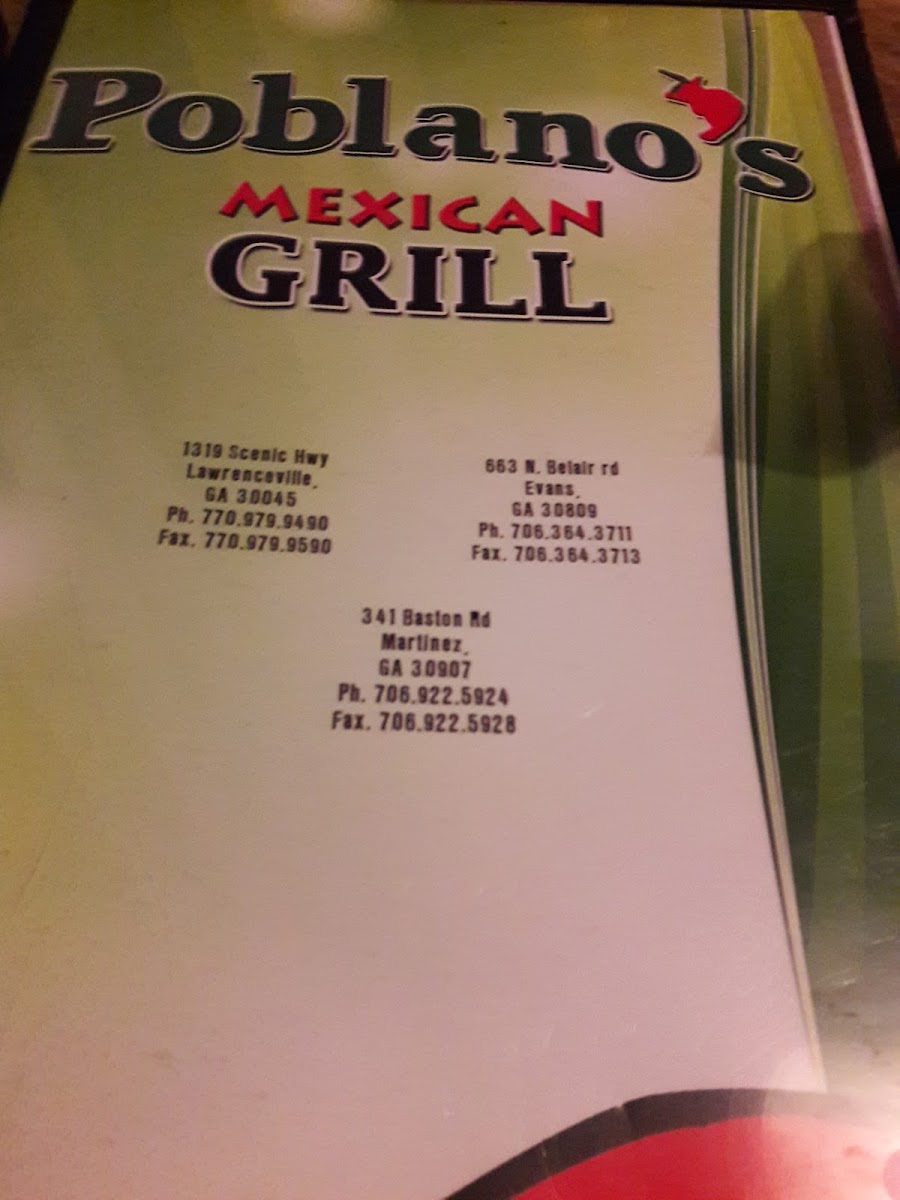 Poblano's
MEXICAN
GRILL
1319 Scenic Hwy
Lawrenceville,
GA 30045
Ph. 770.979.9490
Fax. 770.979.9590
663 N. Belair rd
Evans,
GA 30809
Ph. 706.364.3711
Fax. 706.364.3713
341 Baston Rd
Martinez,
GA 30907
Ph. 706.922.5924
Fax. 706.922.5928